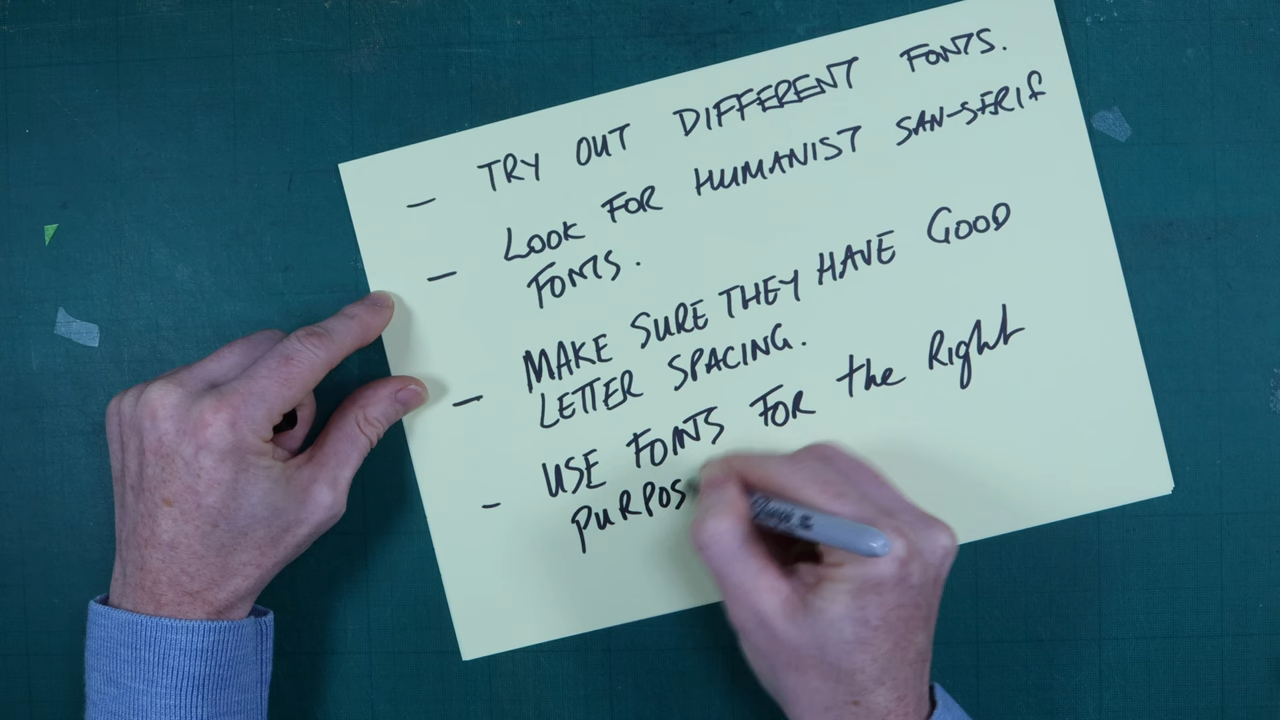 - TRY OUT DIFFERENT FONTS.
- LOOK FOR HUMANIST SAN-SERIF
FONTS.
- MAKE SURE THEY HAVE GOOD
LETTER SPACING.
- USE FONTS FOR the Right
PURPOS